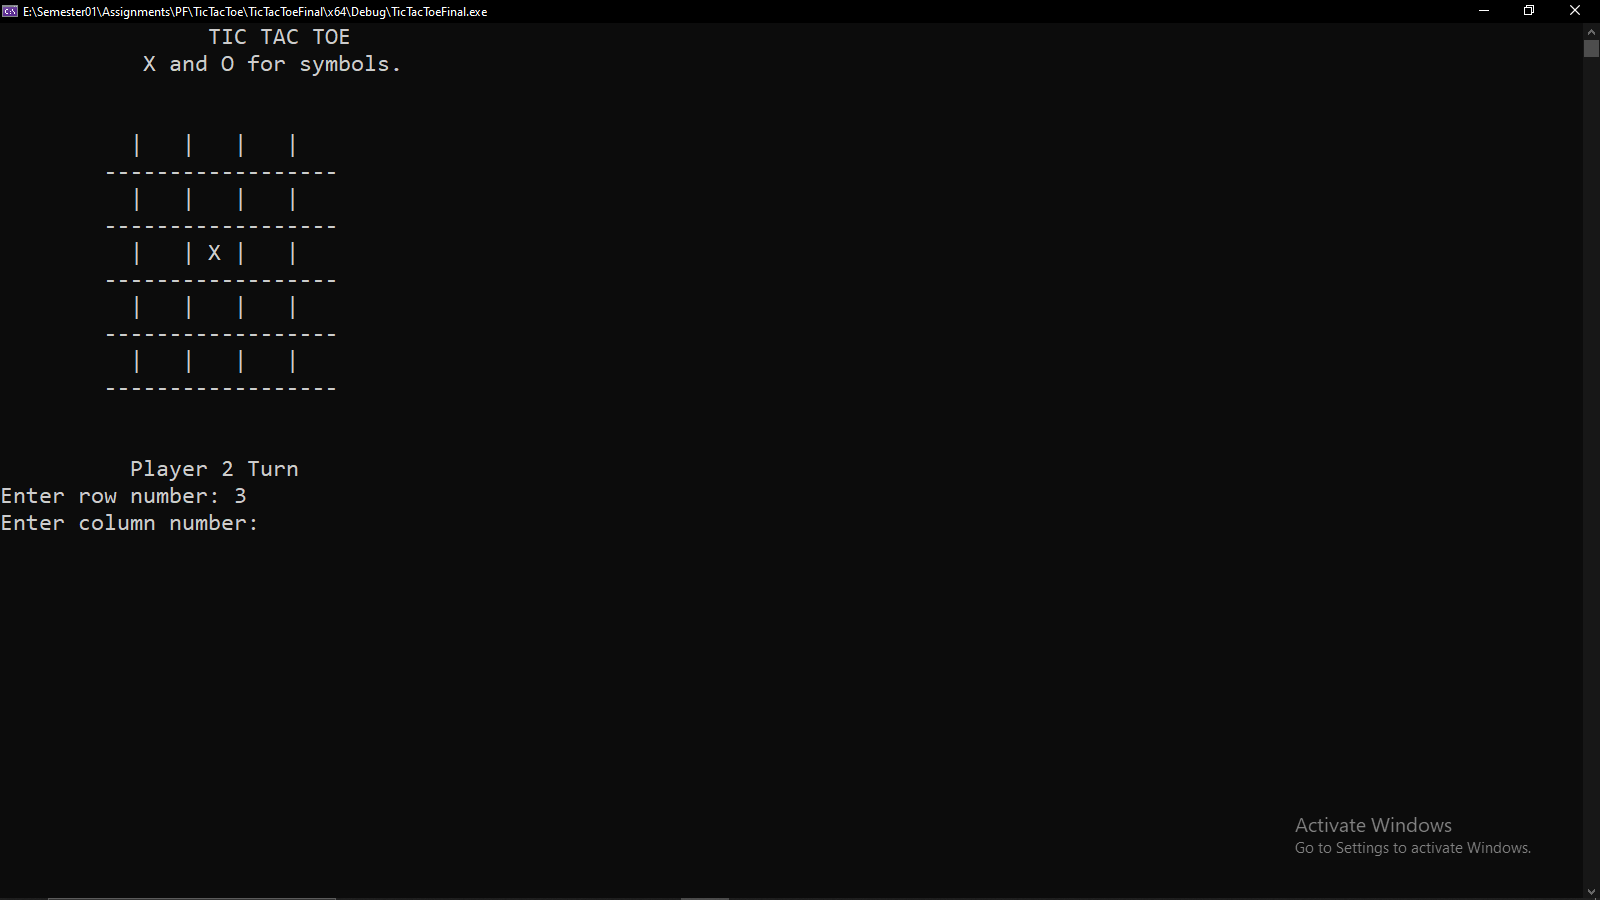 E:\Semester01\Assignments\PF\TicTacToe\TicTacToeFinal\x64\Debug\TicTacToeFinal.exe
TIC TAC TOE
X and O for symbols.
|   |   |   |
------------------
|   |   |   |
------------------
|   | X |   |
------------------
|   |   |   |
------------------
|   |   |   |
------------------
Player 2 Turn
Enter row number: 3
Enter column number:
Activate Windows
Go to Settings to activate Windows.